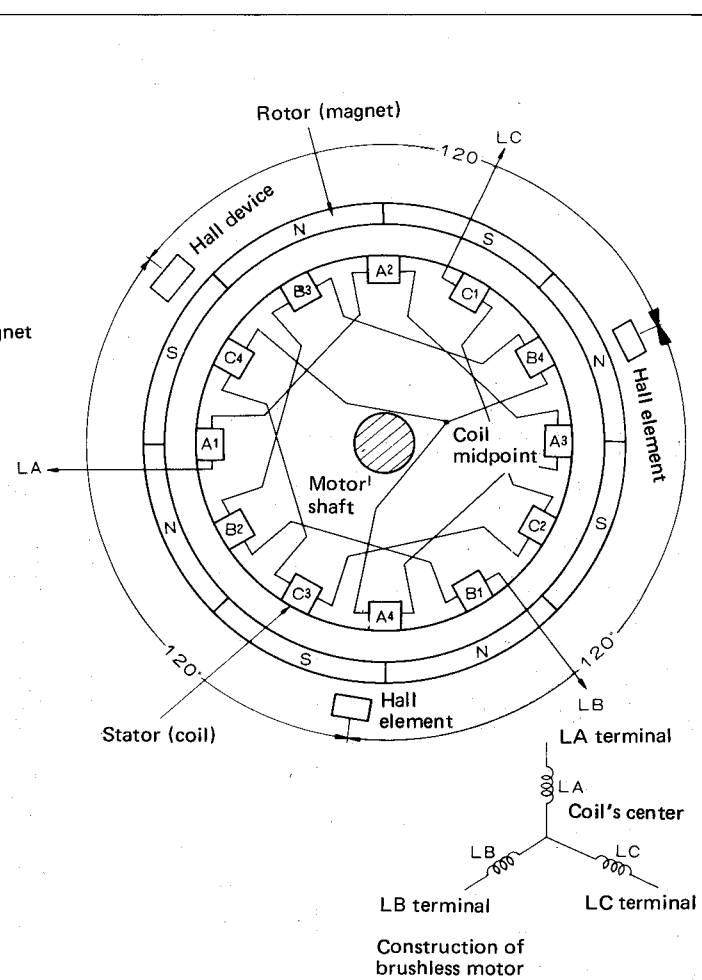 Rotor (magnet)
LC
120
Hall device
N
S
A2
B3
C1
S
C4
B4
N
Hall element
A1
A3
LA
Coil
midpoint
Motor
shaft
B2
C2
N
S
C3
A4
B1
S
N
120°
120°
Hall
element
LB
Stator (coil)
LA terminal
LA
Coil's center
LB
LC
LB terminal
LC terminal
Construction of
brushless motor